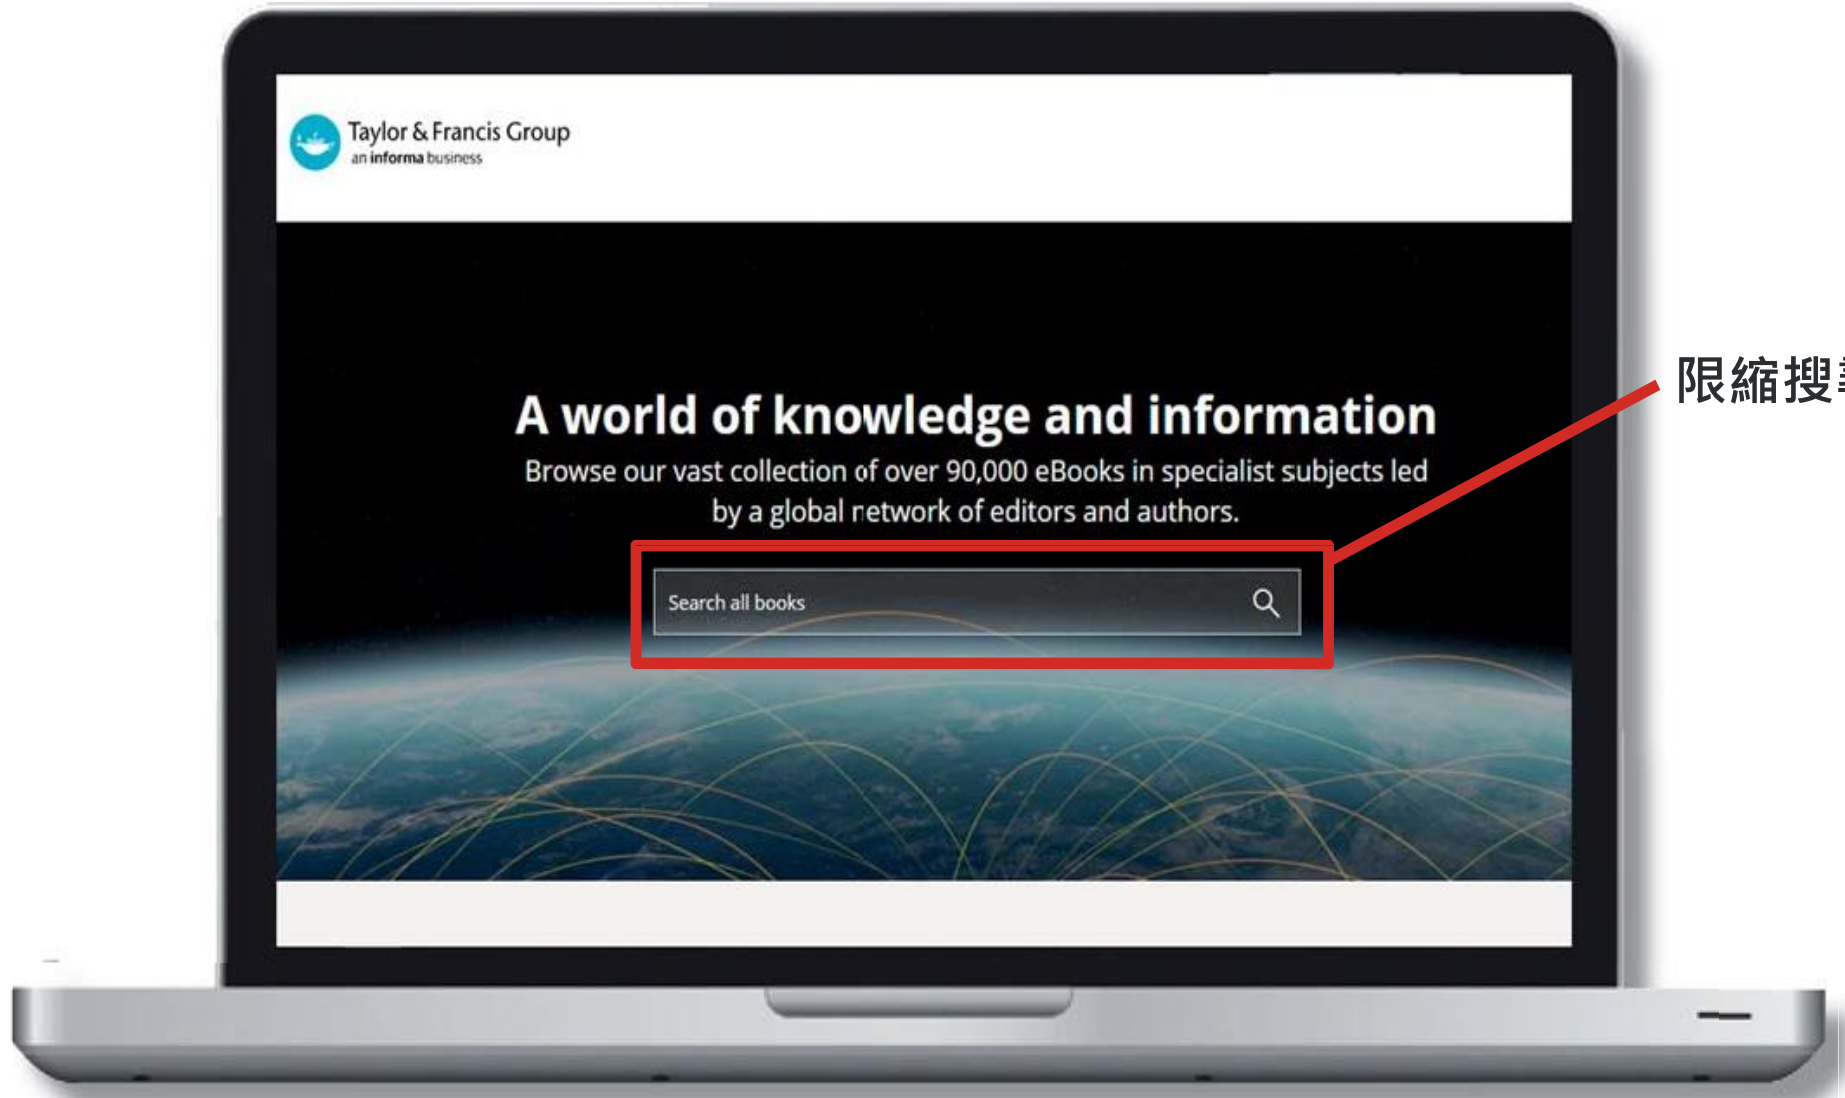 Taylor & Francis Group
an informa business
A world of knowledge and information
Browse our vast collection of over 90,000 eBooks in specialist subjects led
by a global network of editors and authors.
Search all books
限縮搜